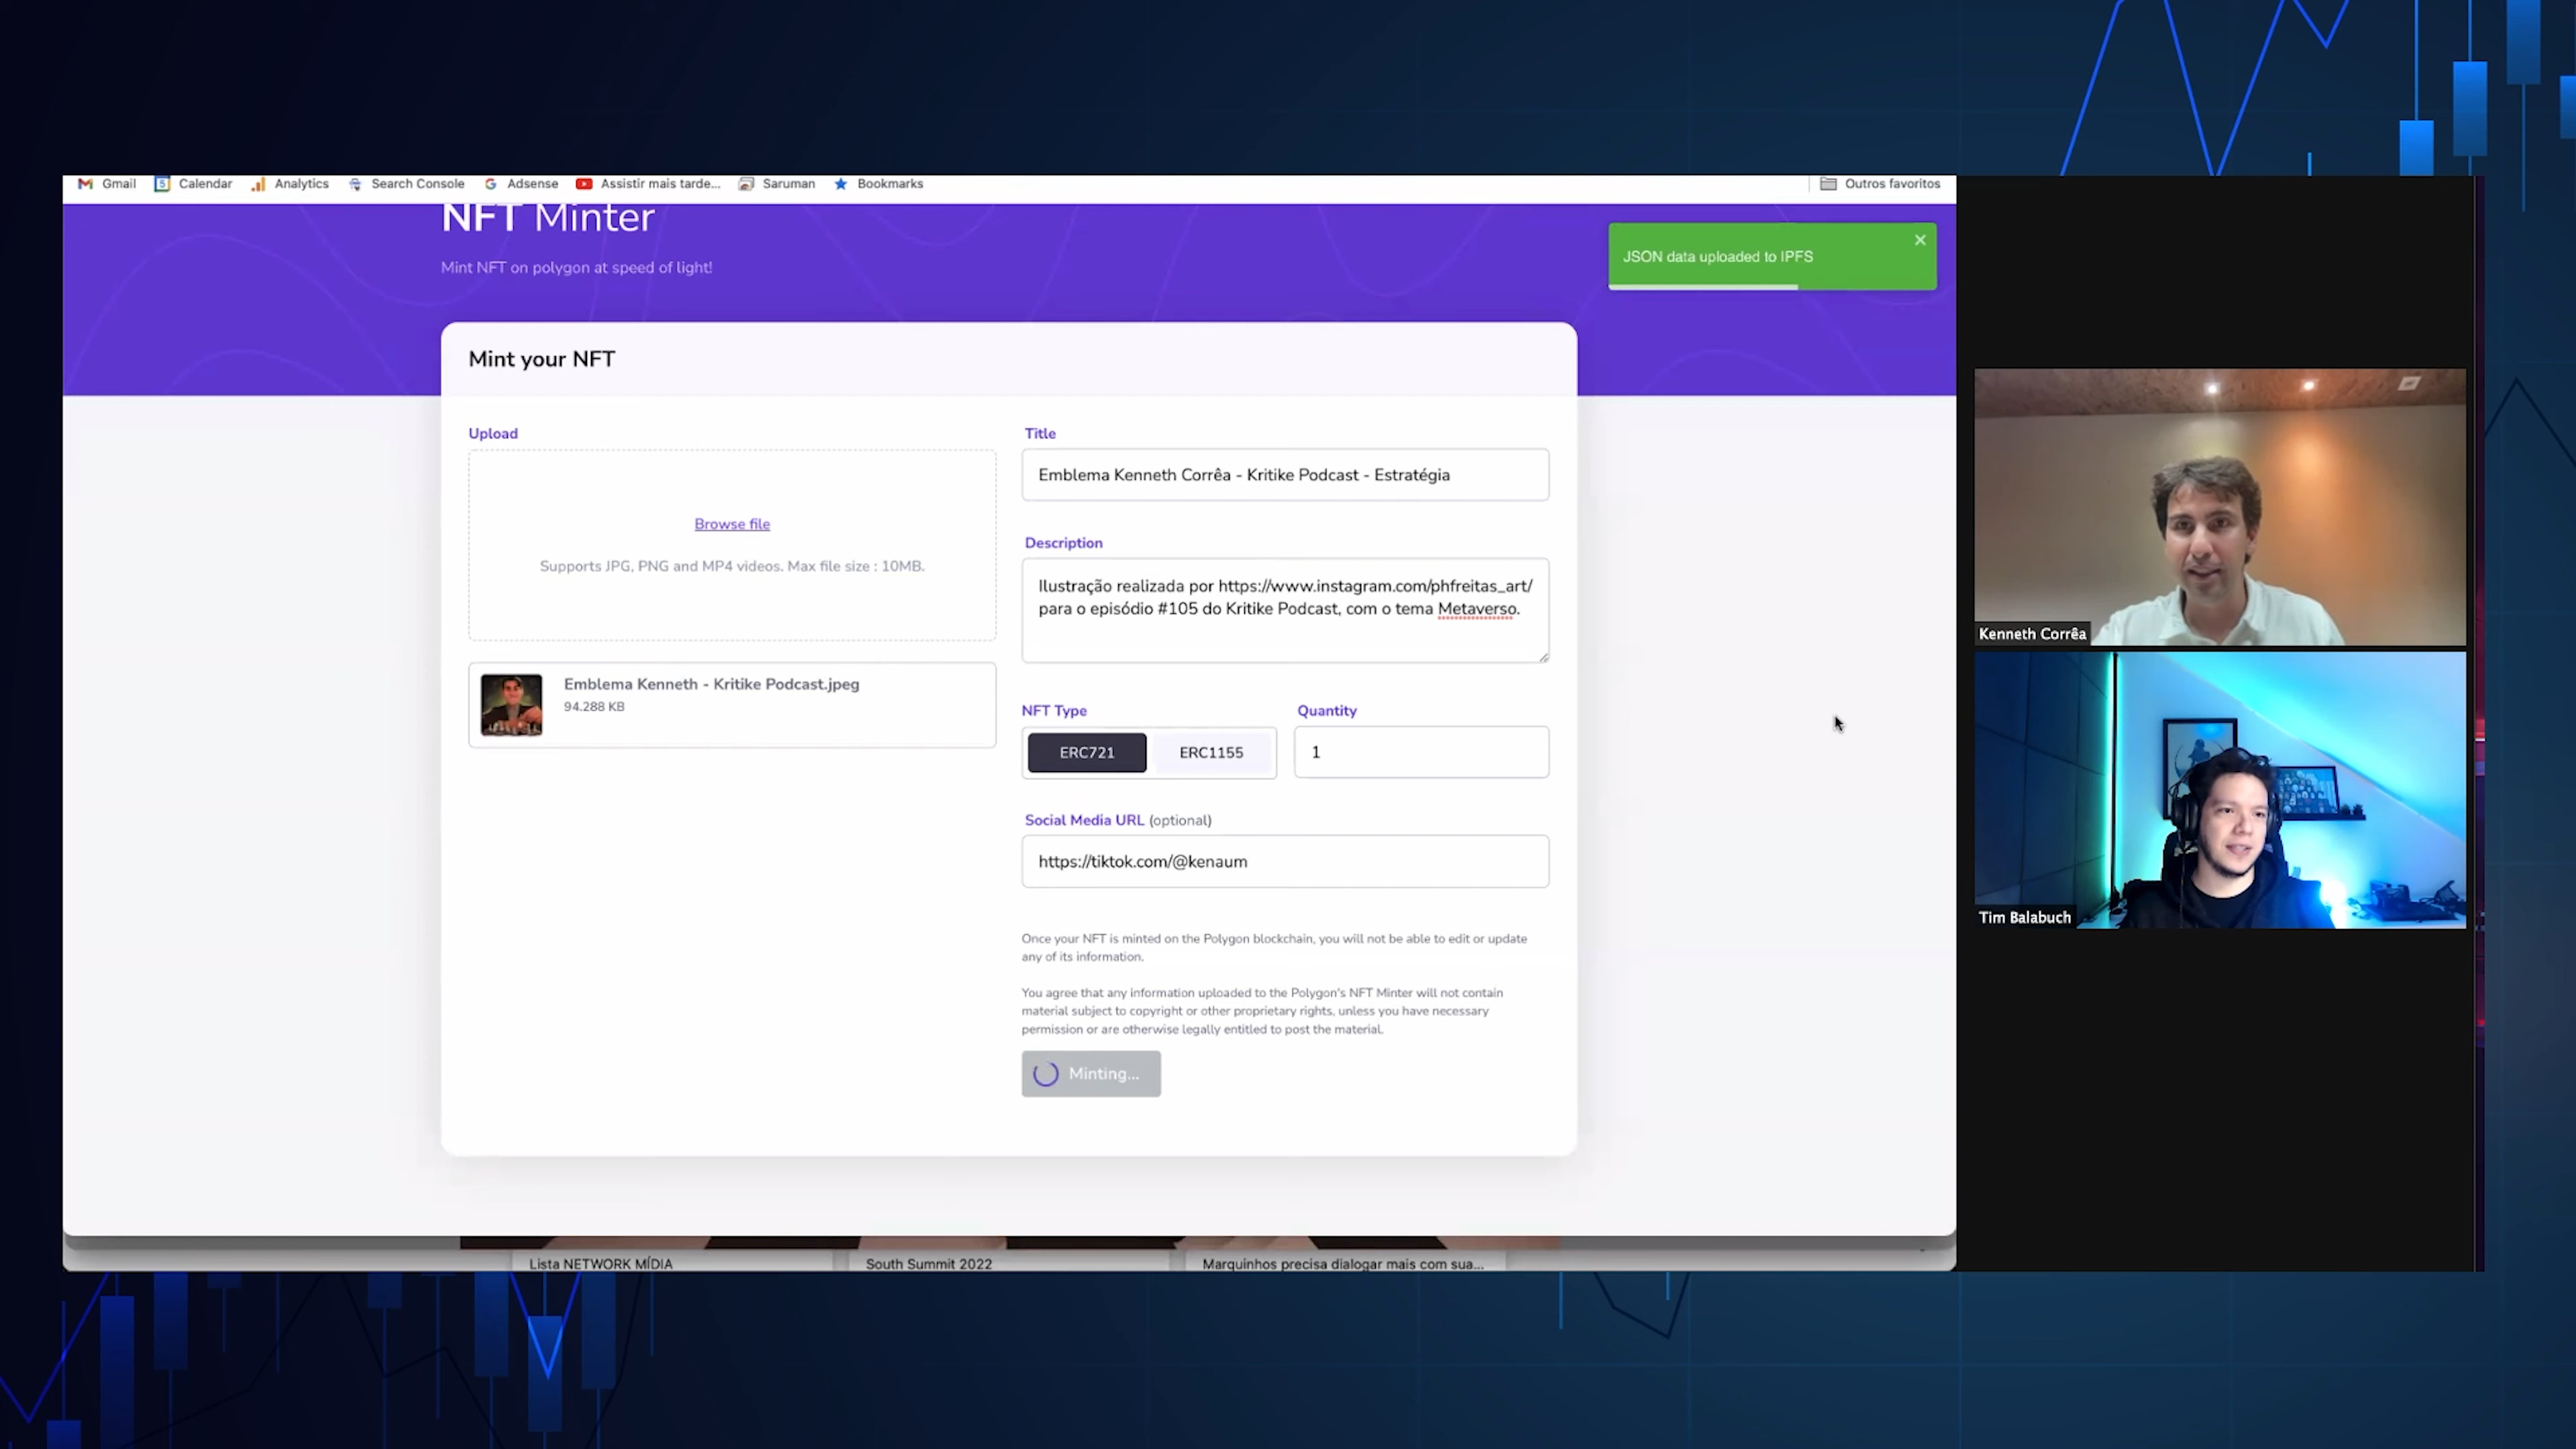 Gmail
Calendar
Analytics
Search Console
Adsense
Assistir mais tarde...
Saruman
Bookmarks
Outros favoritos
NFT Minter
Mint NFT on polygon at speed of light!
JSON data uploaded to IPFS
Mint your NFT
Upload
Browse file
Supports JPG, PNG and MP4 videos. Max file size : 10MB.
Emblema Kenneth - Kritike Podcast.jpeg
94.288 KB
Title
Emblema Kenneth Corrêa - Kritike Podcast - Estratégia
Description
Ilustração realizada por https://www.instagram.com/phfreitas_art/
para o episódio #105 do Kritike Podcast, com o tema Metaverso.
NFT Type
ERC721
ERC1155
Quantity
1
Social Media URL (optional)
https://tiktok.com/@kenaum
Once your NFT is minted on the Polygon blockchain, you will not be able to edit or update
any of its information.
You agree that any information uploaded to the Polygon's NFT Minter will not contain
material subject to copyright or other proprietary rights, unless you have necessary
permission or are otherwise legally entitled to post the material.
Minting...
Kenneth Corrêa
Tim Balabuch
Lista NETWORK MÍDIA
South Summit 2022
Marquinhos precisa dialogar mais com sua...